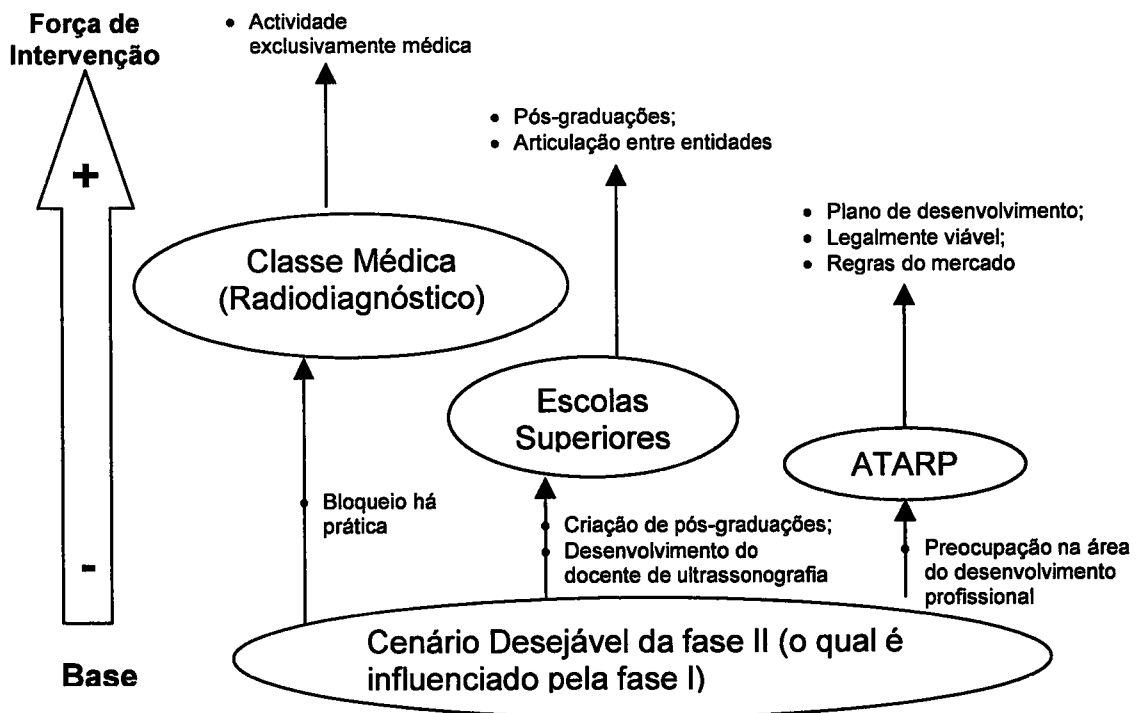 Força de
Intervenção
+
-
Base
• Actividade
exclusivamente médica
Classe Médica
(Radiodiagnóstico)
• Bloqueio há
prática
• Pós-graduações;
• Articulação entre entidades
Escolas
Superiores
• Criação de pós-graduações;
• Desenvolvimento do
docente de ultrassonografia
• Plano de desenvolvimento;
• Legalmente viável;
• Regras do mercado
ATARP
• Preocupação na área
do desenvolvimento
profissional
Cenário Desejável da fase II (o qual é
influenciado pela fase I)